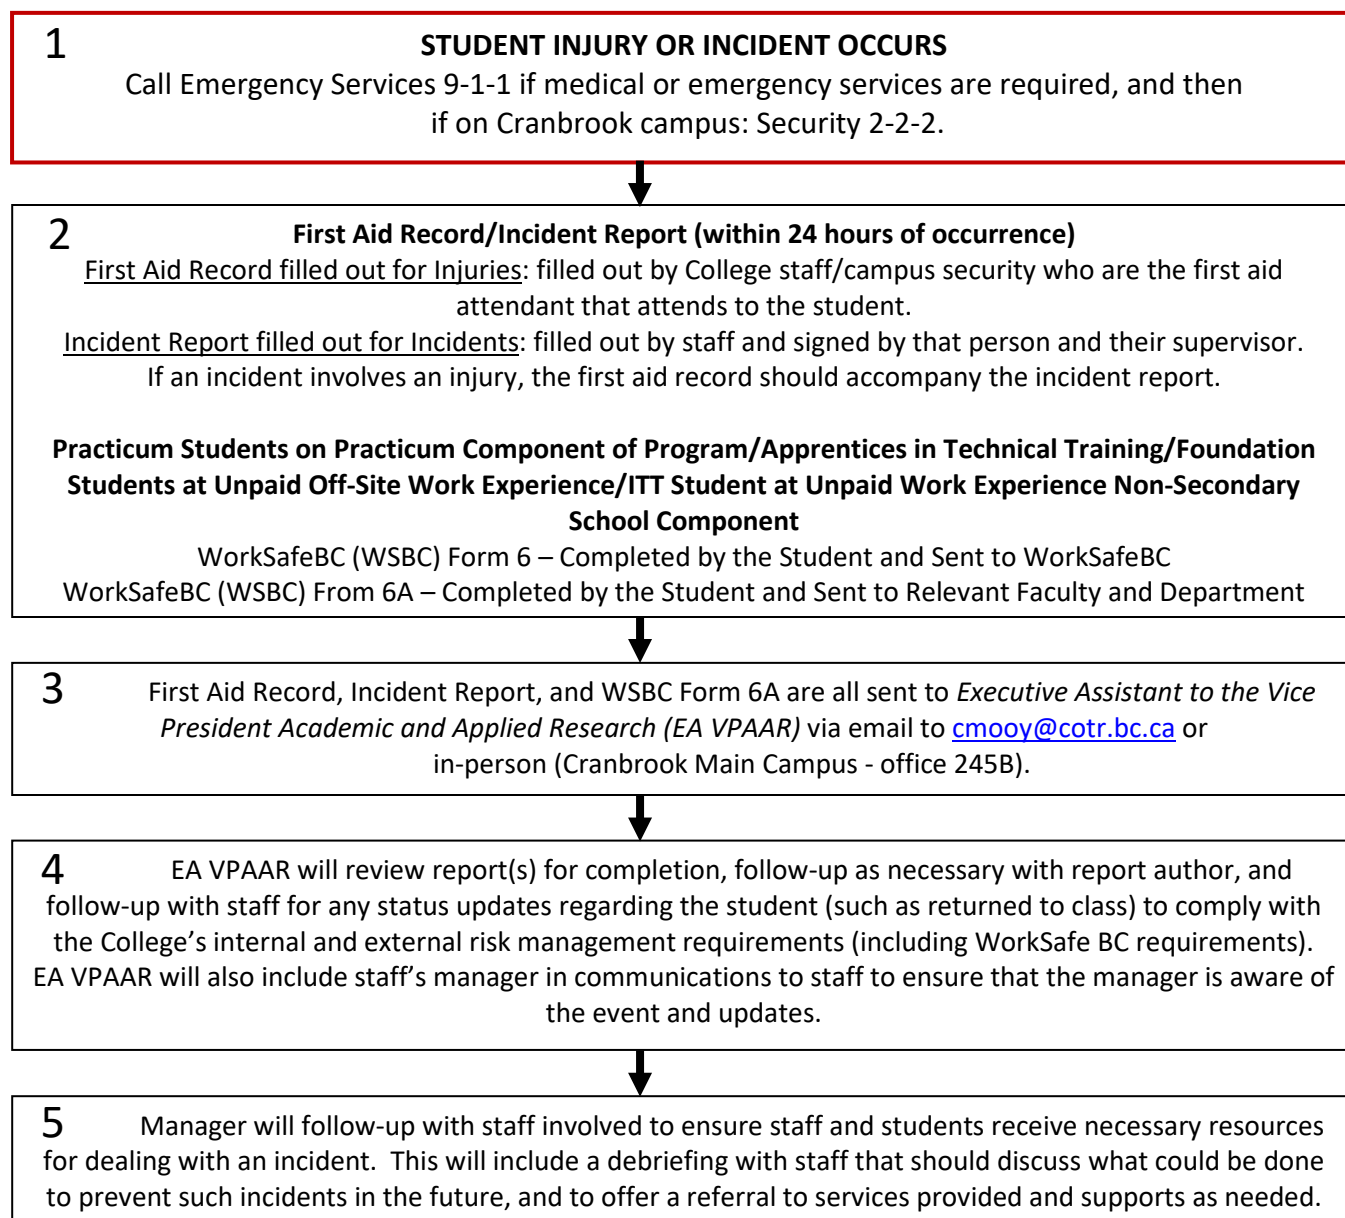 1 STUDENT INJURY OR INCIDENT OCCURS
Call Emergency Services 9-1-1 if medical or emergency services are required, and then
if on Cranbrook campus: Security 2-2-2.
2 First Aid Record/Incident Report (within 24 hours of occurrence)
First Aid Record filled out for Injuries: filled out by College staff/campus security who are the first aid
attendant that attends to the student.
Incident Report filled out for Incidents: filled out by staff and signed by that person and their supervisor.
If an incident involves an injury, the first aid record should accompany the incident report.
Practicum Students on Practicum Component of Program/Apprentices in Technical Training/Foundation
Students at Unpaid Off-Site Work Experience/ITT Student at Unpaid Work Experience Non-Secondary
School Component
WorkSafeBC (WSBC) Form 6 – Completed by the Student and Sent to WorkSafeBC
WorkSafeBC (WSBC) From 6A – Completed by the Student and Sent to Relevant Faculty and Department
3 First Aid Record, Incident Report, and WSBC Form 6A are all sent to Executive Assistant to the Vice
President Academic and Applied Research (EA VPAAR) via email to cmooy@cotr.bc.ca or
in-person (Cranbrook Main Campus - office 245B).
4 EA VPAAR will review report(s) for completion, follow-up as necessary with report author, and
follow-up with staff for any status updates regarding the student (such as returned to class) to comply with
the College’s internal and external risk management requirements (including WorkSafe BC requirements).
EA VPAAR will also include staff’s manager in communications to staff to ensure that the manager is aware of
the event and updates.
5 Manager will follow-up with staff involved to ensure staff and students receive necessary resources
for dealing with an incident.  This will include a debriefing with staff that should discuss what could be done
to prevent such incidents in the future, and to offer a referral to services provided and supports as needed.